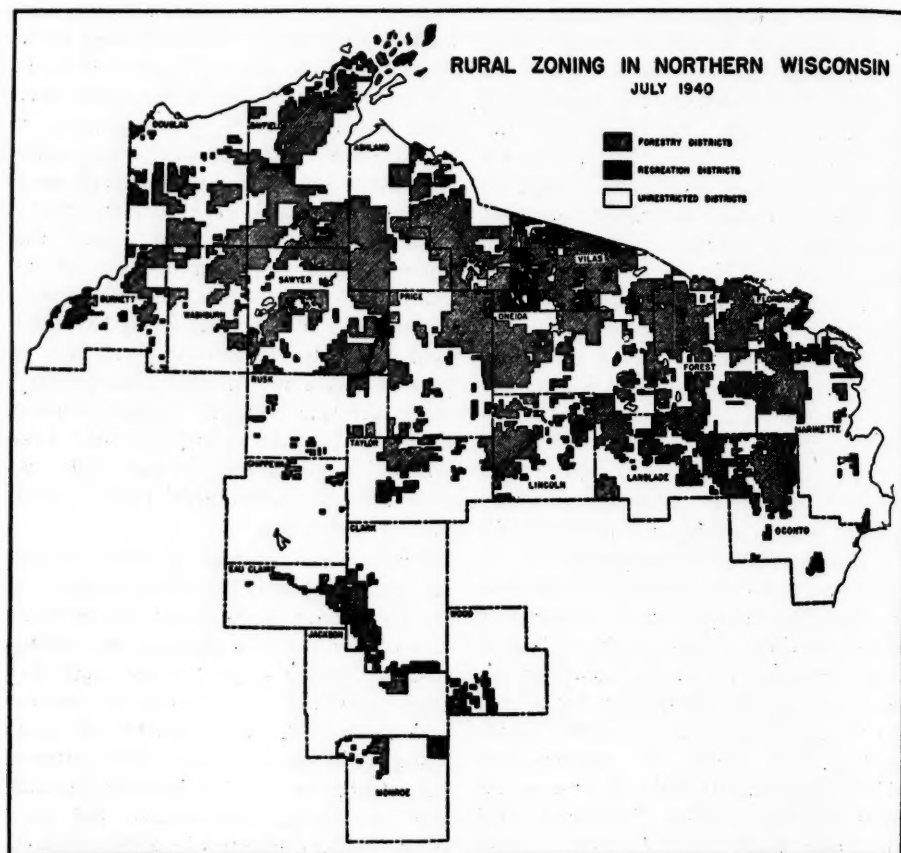 RURAL ZONING IN NORTHERN WISCONSIN
JULY 1940
FORESTRY DISTRICTS
RECREATION DISTRICTS
UNRESTRICTED DISTRICTS
DOUGLAS
BAYFIELD
ASHLAND
VILAS
BURNETT
WASHBURN
SAWYER
PRICE
ONEIDA
FLORENCE
FOREST
RUSK
MARINETTE
TAYLOR
LINCOLN
LANGLADE
CHIPPEWA
OCONTO
CLARK
EAU CLAIRE
WOOD
JACKSON
MONROE